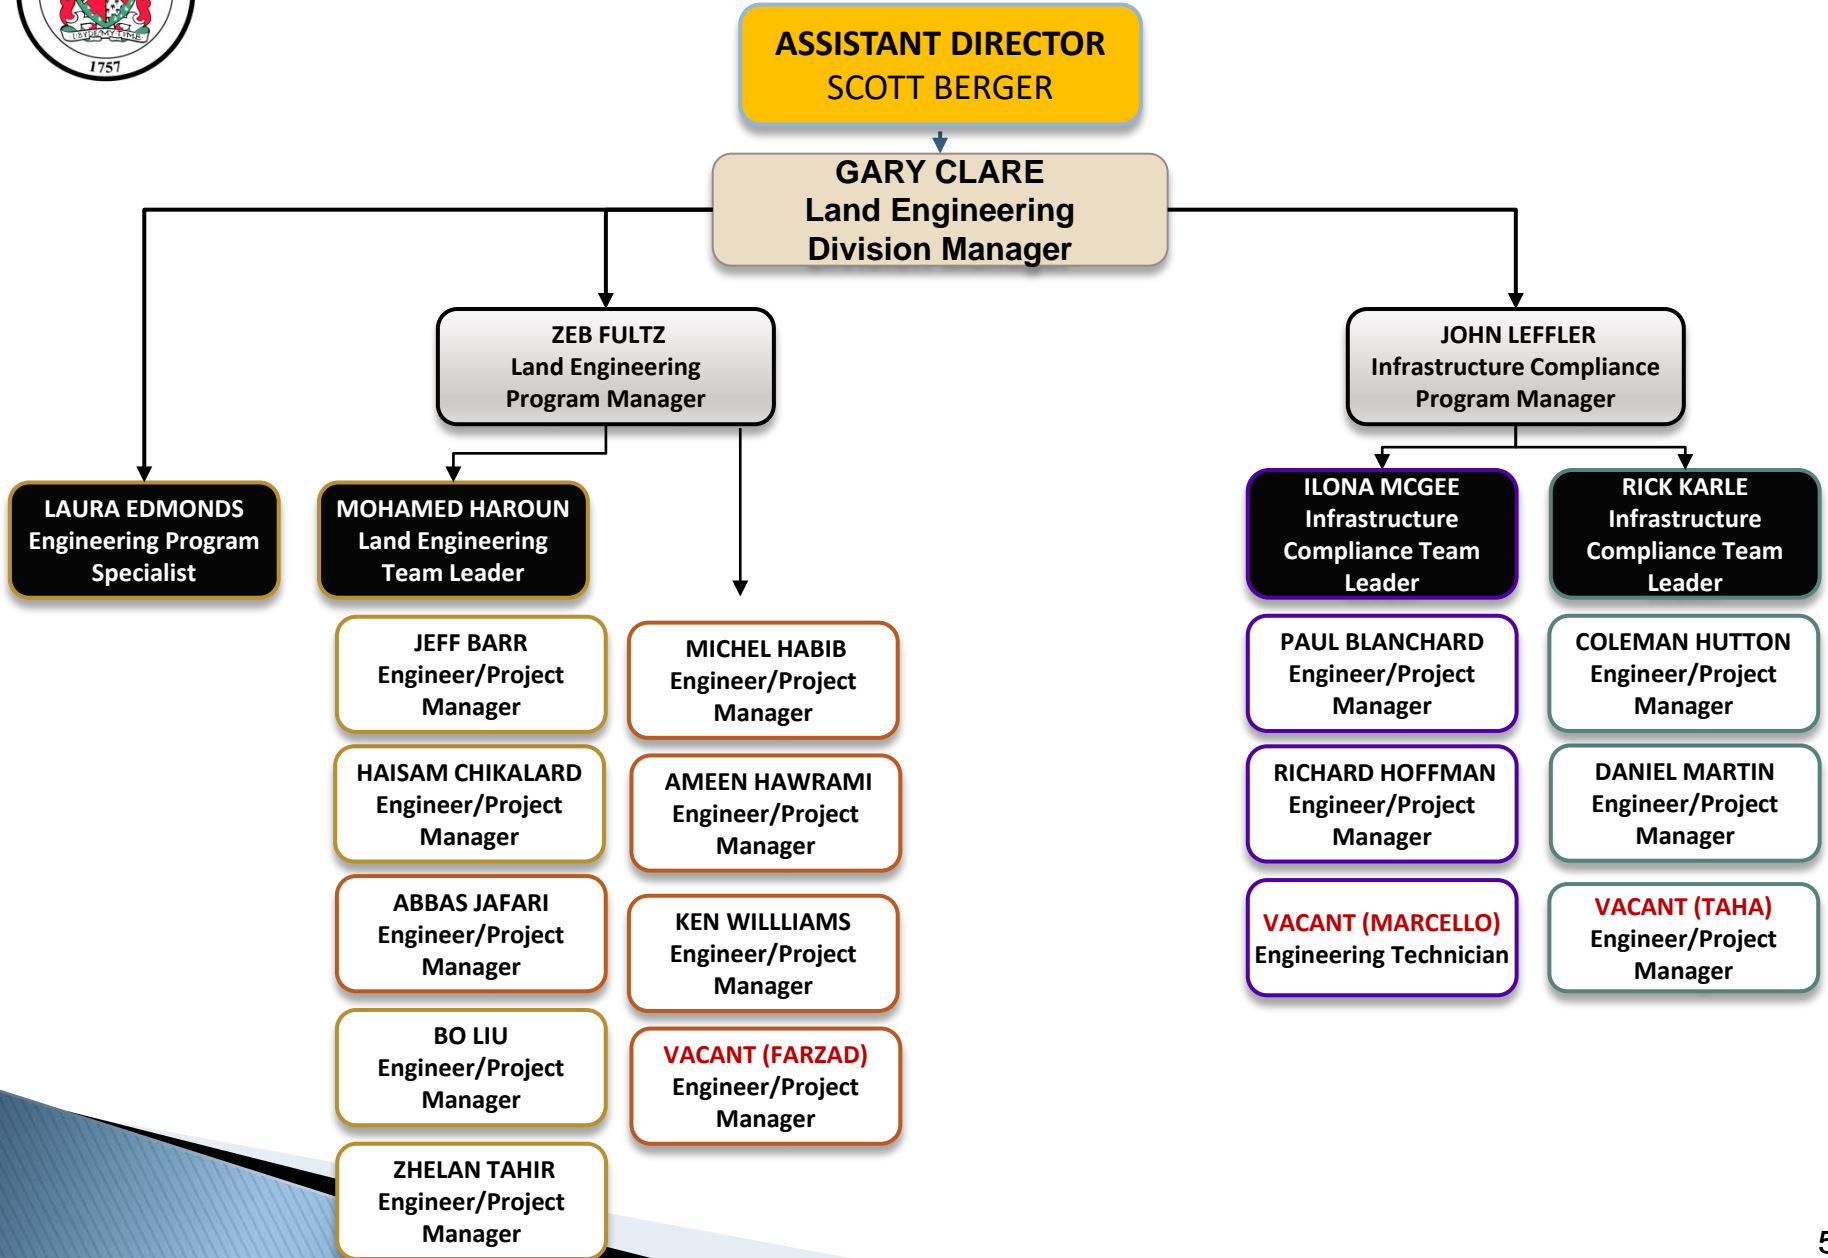 I·BYDE·MY·TIME
1757
ASSISTANT DIRECTOR
SCOTT BERGER
GARY CLARE
Land Engineering
Division Manager
ZEB FULTZ
Land Engineering
Program Manager
JOHN LEFFLER
Infrastructure Compliance
Program Manager
LAURA EDMONDS
Engineering Program
Specialist
MOHAMED HAROUN
Land Engineering
Team Leader
ILONA MCGEE
Infrastructure
Compliance Team
Leader
RICK KARLE
Infrastructure
Compliance Team
Leader
JEFF BARR
Engineer/Project
Manager
HAISAM CHIKALARD
Engineer/Project
Manager
ABBAS JAFARI
Engineer/Project
Manager
BO LIU
Engineer/Project
Manager
ZHELAN TAHIR
Engineer/Project
Manager
MICHEL HABIB
Engineer/Project
Manager
AMEEN HAWRAMI
Engineer/Project
Manager
KEN WILLLIAMS
Engineer/Project
Manager
VACANT (FARZAD)
Engineer/Project
Manager
PAUL BLANCHARD
Engineer/Project
Manager
RICHARD HOFFMAN
Engineer/Project
Manager
VACANT (MARCELLO)
Engineering Technician
COLEMAN HUTTON
Engineer/Project
Manager
DANIEL MARTIN
Engineer/Project
Manager
VACANT (TAHA)
Engineer/Project
Manager
5